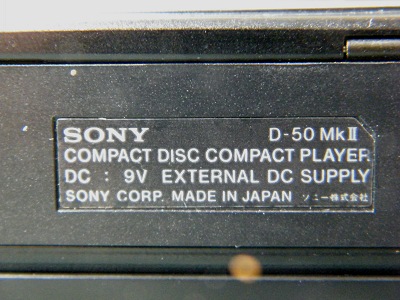 SONY D-50 MkII
COMPACT DISC COMPACT PLAYER
DC : 9V EXTERNAL DC SUPPLY
SONY CORP. MADE IN JAPAN ソニー株式会社